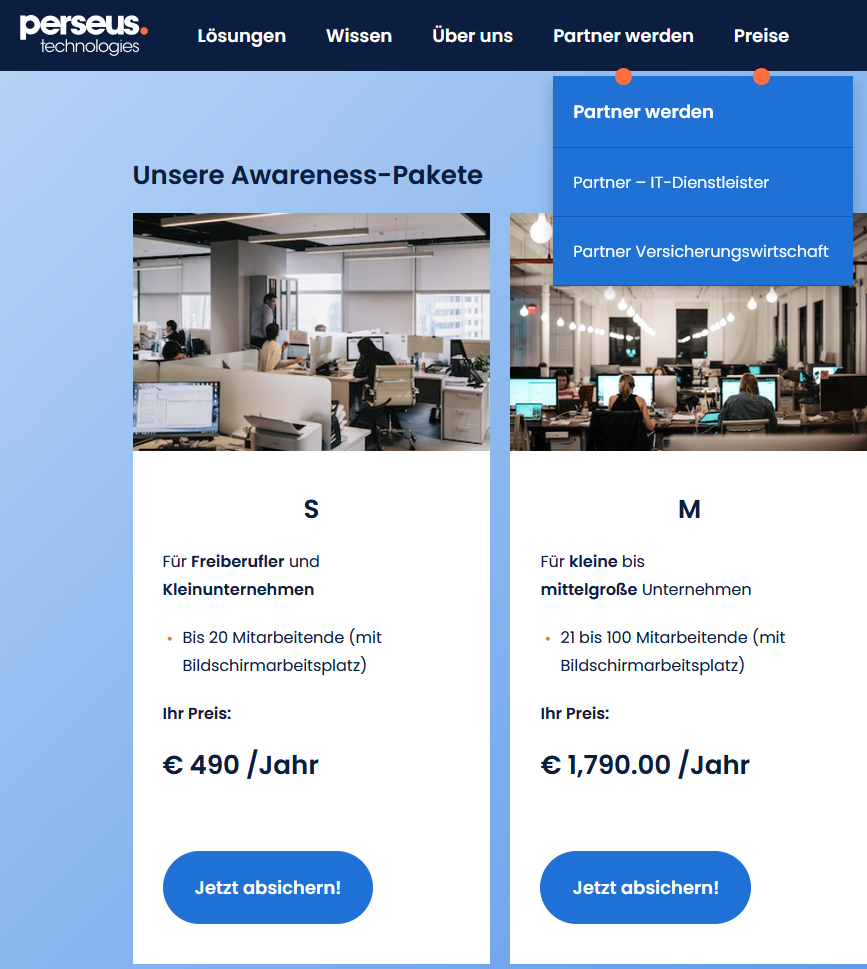 perseus.
technologies
Lösungen
Wissen
Über uns
Partner werden
Preise
Partner werden
Partner – IT-Dienstleister
Partner Versicherungswirtschaft
Unsere Awareness-Pakete
S
Für Freiberufler und
Kleinunternehmen
Bis 20 Mitarbeitende (mit
Bildschirmarbeitsplatz)
Ihr Preis:
€ 490 /Jahr
Jetzt absichern!
M
Für kleine bis
mittelgroße Unternehmen
21 bis 100 Mitarbeitende (mit
Bildschirmarbeitsplatz)
Ihr Preis:
€ 1,790.00 /Jahr
Jetzt absichern!